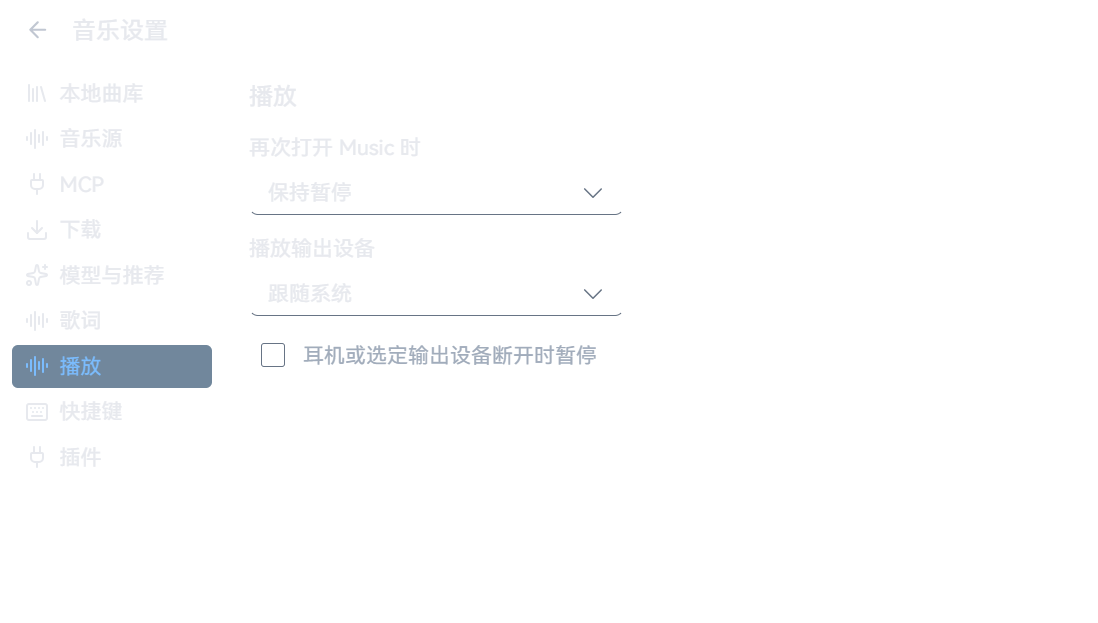 音乐设置
本地曲库
音乐源
MCP
下载
模型与推荐
歌词
播放
快捷键
插件
播放
再次打开 Music 时
保持暂停
播放输出设备
跟随系统
耳机或选定输出设备断开时暂停